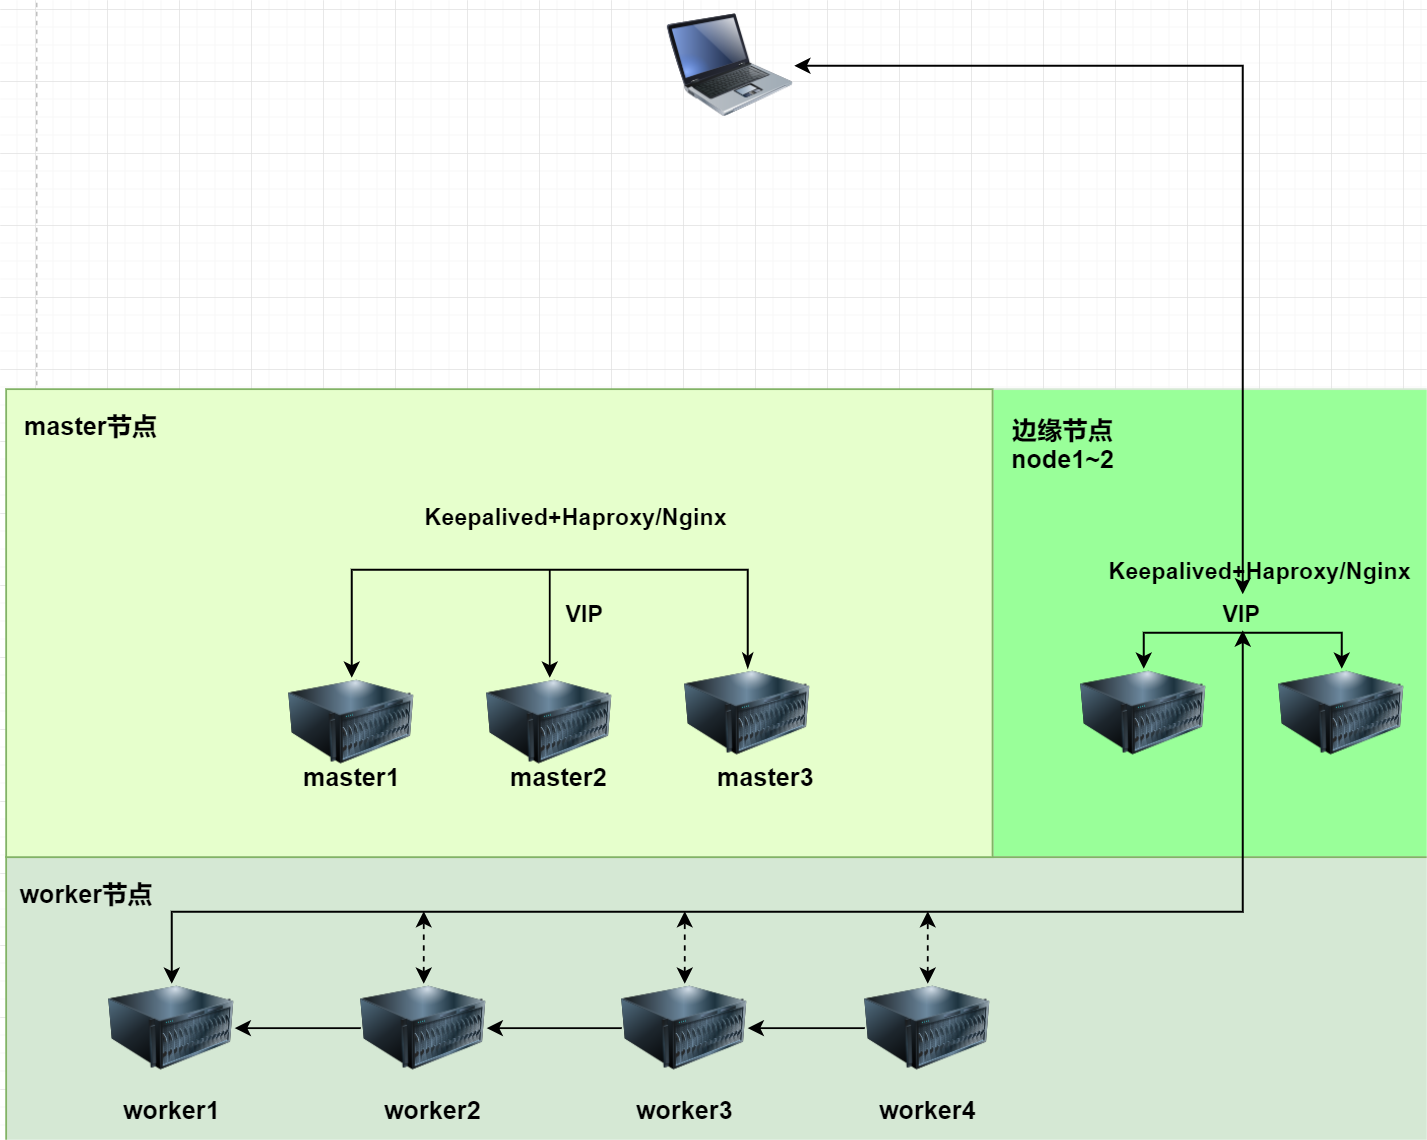 master节点
Keepalived+Haproxy/Nginx
VIP
master1
master2
master3
边缘节点
node1~2
Keepalived+Haproxy/Nginx
VIP
worker节点
worker1
worker2
worker3
worker4